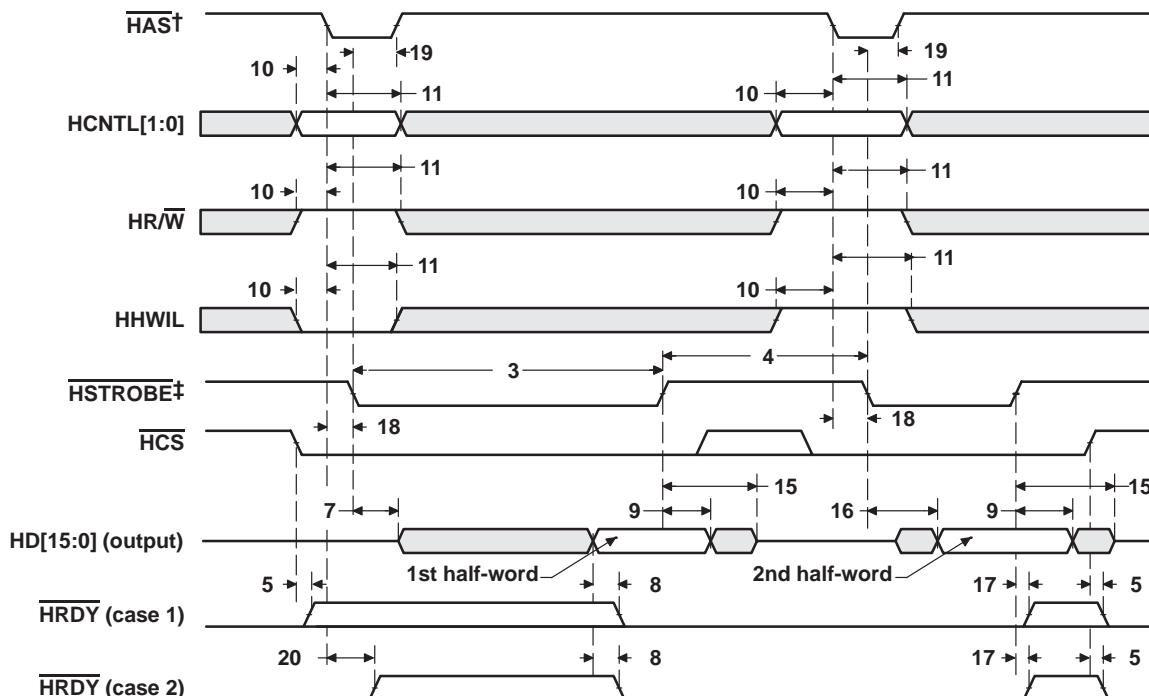 HAS†
19
19
10
11
10
11
HCNTL[1:0]
11
11
10
10
HR/W
11
11
10
10
HHWIL
3
4
HSTROBE‡
18
18
HCS
15
15
7
9
16
9
HD[15:0] (output)
1st half-word
2nd half-word
5
8
17
5
HRDY (case 1)
20
8
17
5
HRDY (case 2)